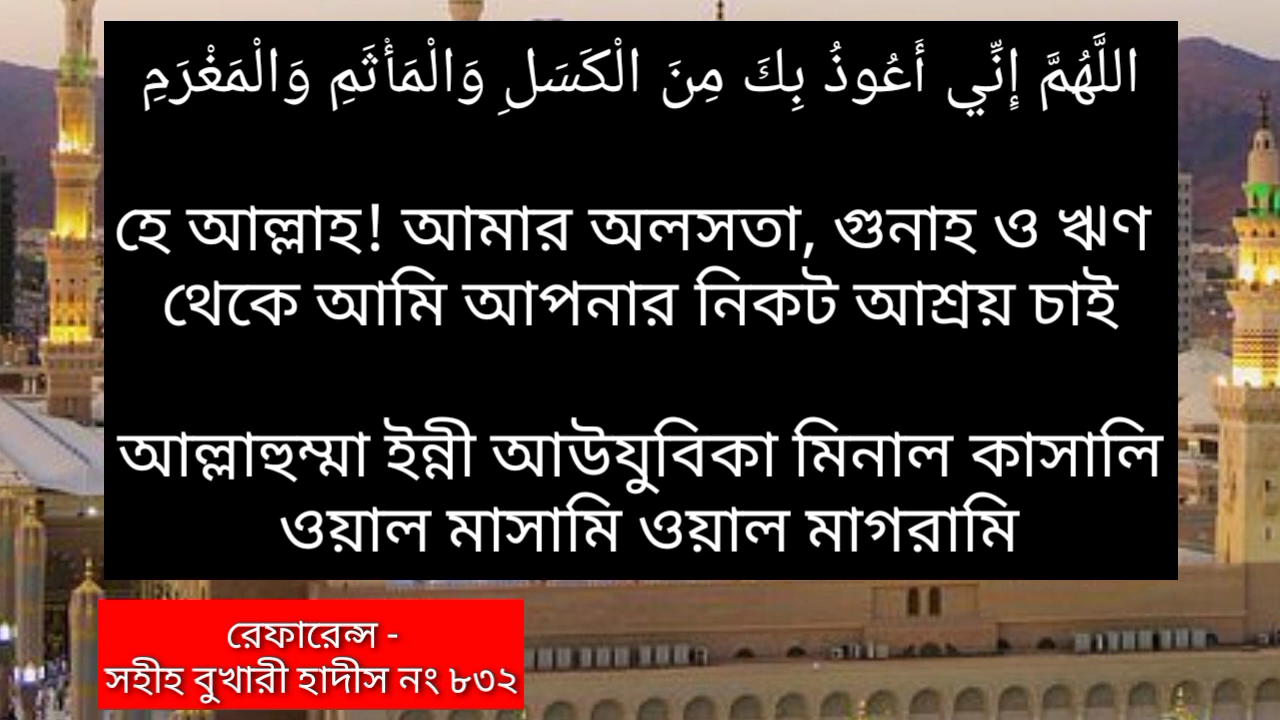 اللَّهُمَّ إِنِّي أَعُوذُ بِكَ مِنَ الْكَسَلِ وَالْمَأْثَمِ وَالْمَغْرَمِ
হে আল্লাহ! আমার অলসতা, গুনাহ ও ঋণ
থেকে আমি আপনার নিকট আশ্রয় চাই
আল্লাহুম্মা ইন্নী আউযুবিকা মিনাল কাসালি
ওয়াল মাসামি ওয়াল মাগরামি
রেফারেন্স -
সহীহ বুখারী হাদীস নং ৮৩২